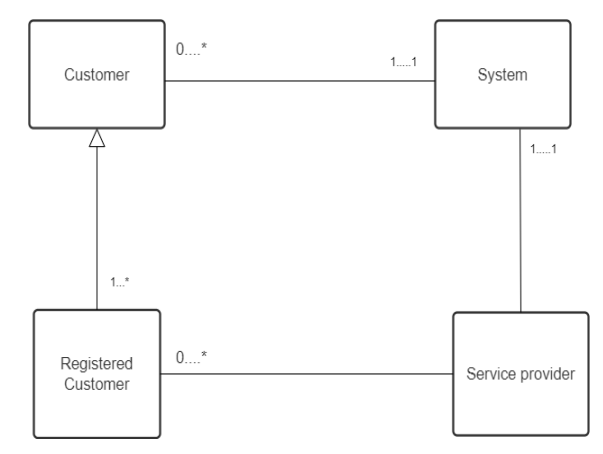 0....*
Customer
1.....1
System
1.....1
1...*
Registered
Customer
0....*
Service provider